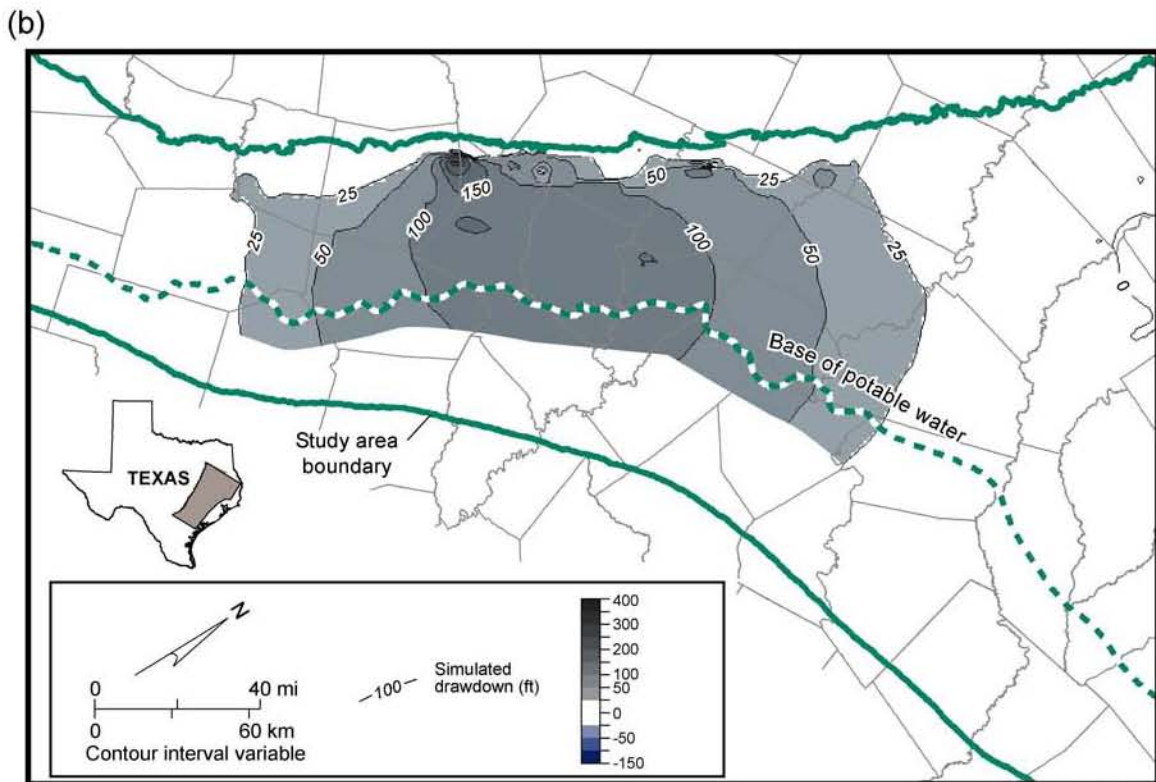 (b)
50
25
150
25
100
25
50
100
50
25
0
Base of potable water
Study area
boundary
TEXAS
N
0 40 mi
0 60 km
Contour interval variable
100
Simulated
drawdown (ft)
400
300
200
100
50
0
-50
-150